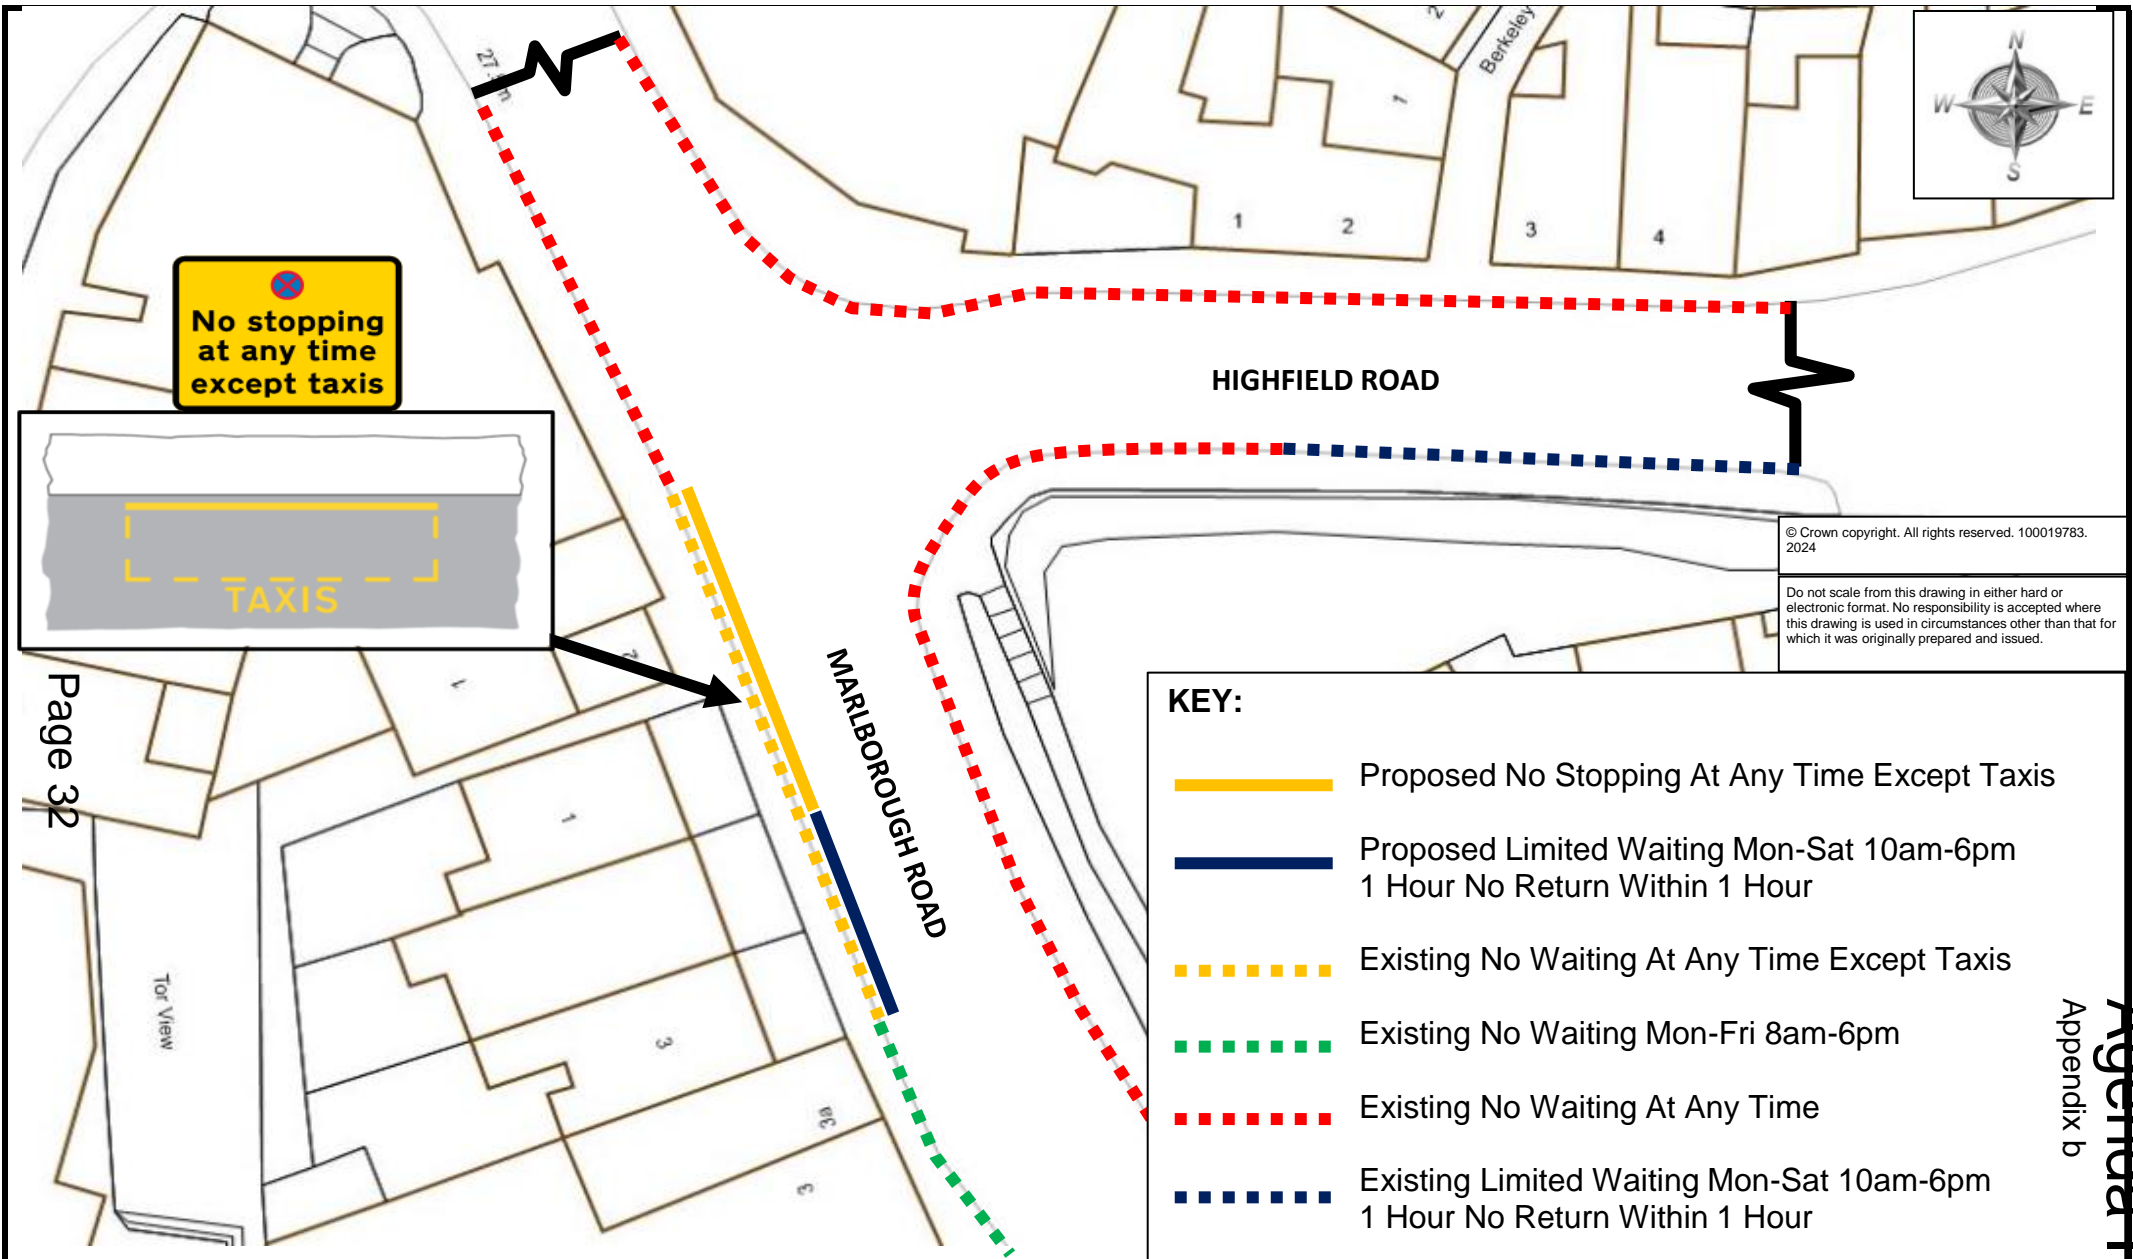 27.
m
2
Berkeley
1
N
W
E
S
1
2
3
4
No stopping
at any time
except taxis
HIGHFIELD ROAD
TAXIS
© Crown copyright. All rights reserved. 100019783.
2024
Do not scale from this drawing in either hard or
electronic format. No responsibility is accepted where
this drawing is used in circumstances other than that for
which it was originally prepared and issued.
MARLBOROUGH ROAD
1
2
1
3
3a
3
Tor View
Page 32
KEY:
Proposed No Stopping At Any Time Except Taxis
Proposed Limited Waiting Mon-Sat 10am-6pm
1 Hour No Return Within 1 Hour
Existing No Waiting At Any Time Except Taxis
Existing No Waiting Mon-Fri 8am-6pm
Existing No Waiting At Any Time
Existing Limited Waiting Mon-Sat 10am-6pm
1 Hour No Return Within 1 Hour
Agenda
Appendix b